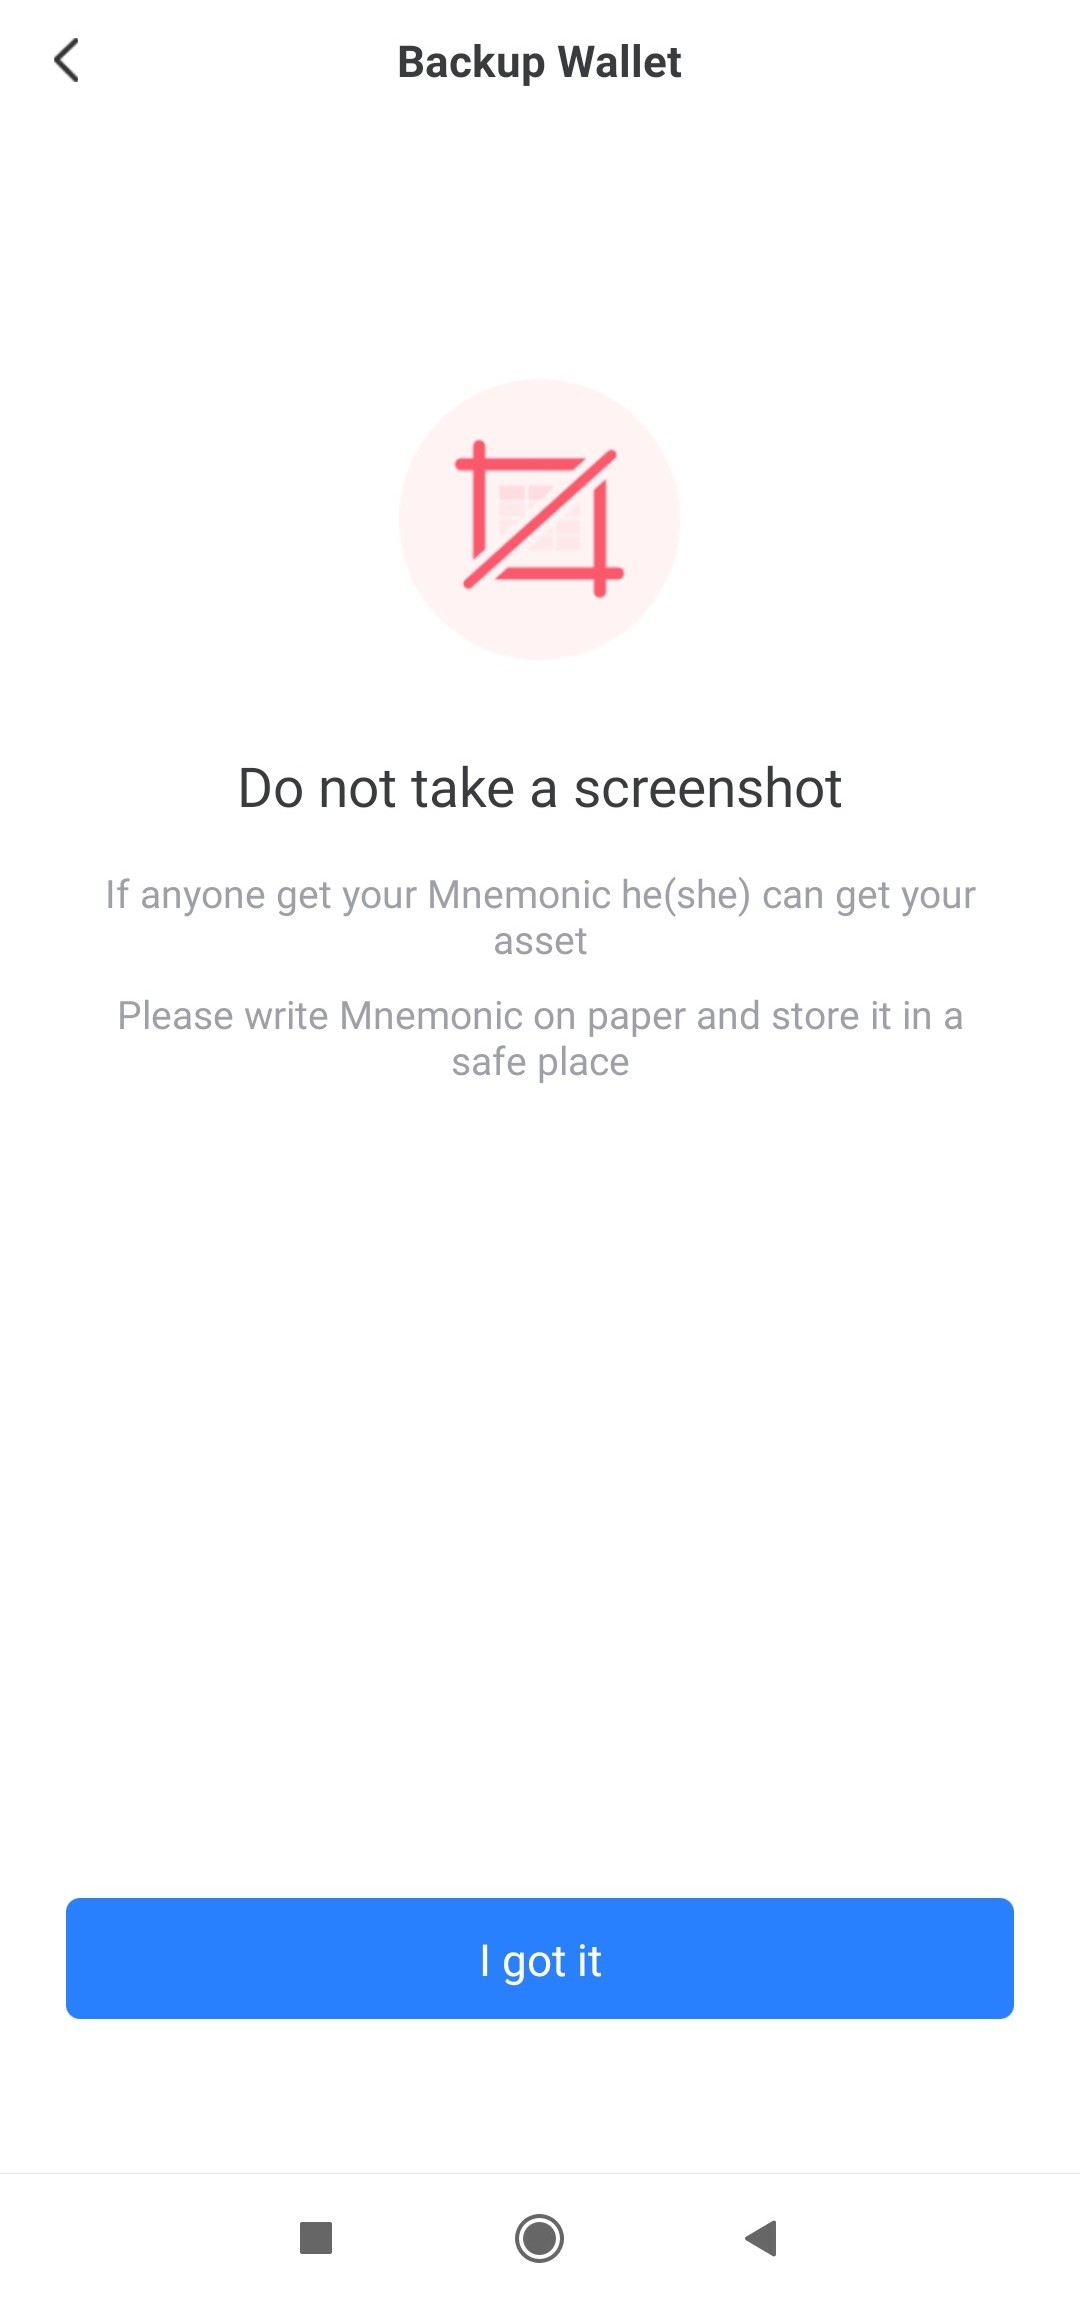 Backup Wallet
Do not take a screenshot
If anyone get your Mnemonic he(she) can get your
asset
Please write Mnemonic on paper and store it in a
safe place
I got it